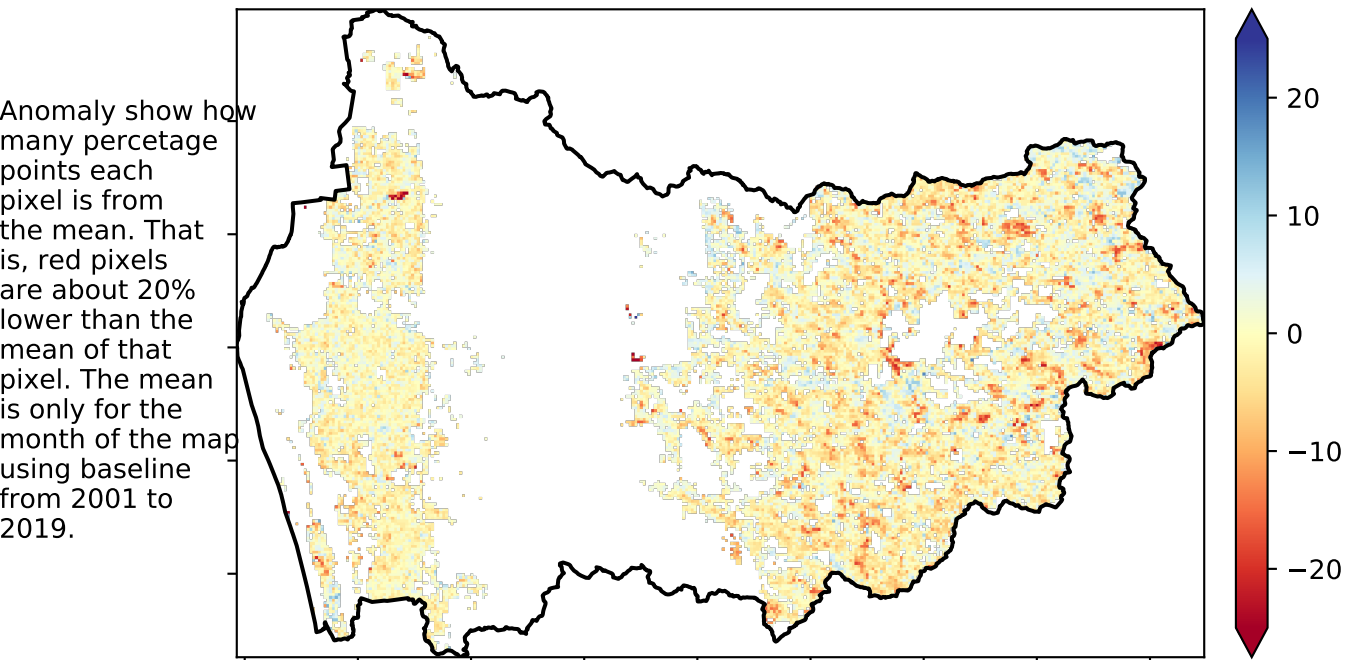 Anomaly show how
many percetage
points each
pixel is from
the mean. That
is, red pixels
are about 20%
lower than the
mean of that
pixel. The mean
is only for the
month of the map
using baseline
from 2001 to
2019.
20
10
0
−10
−20